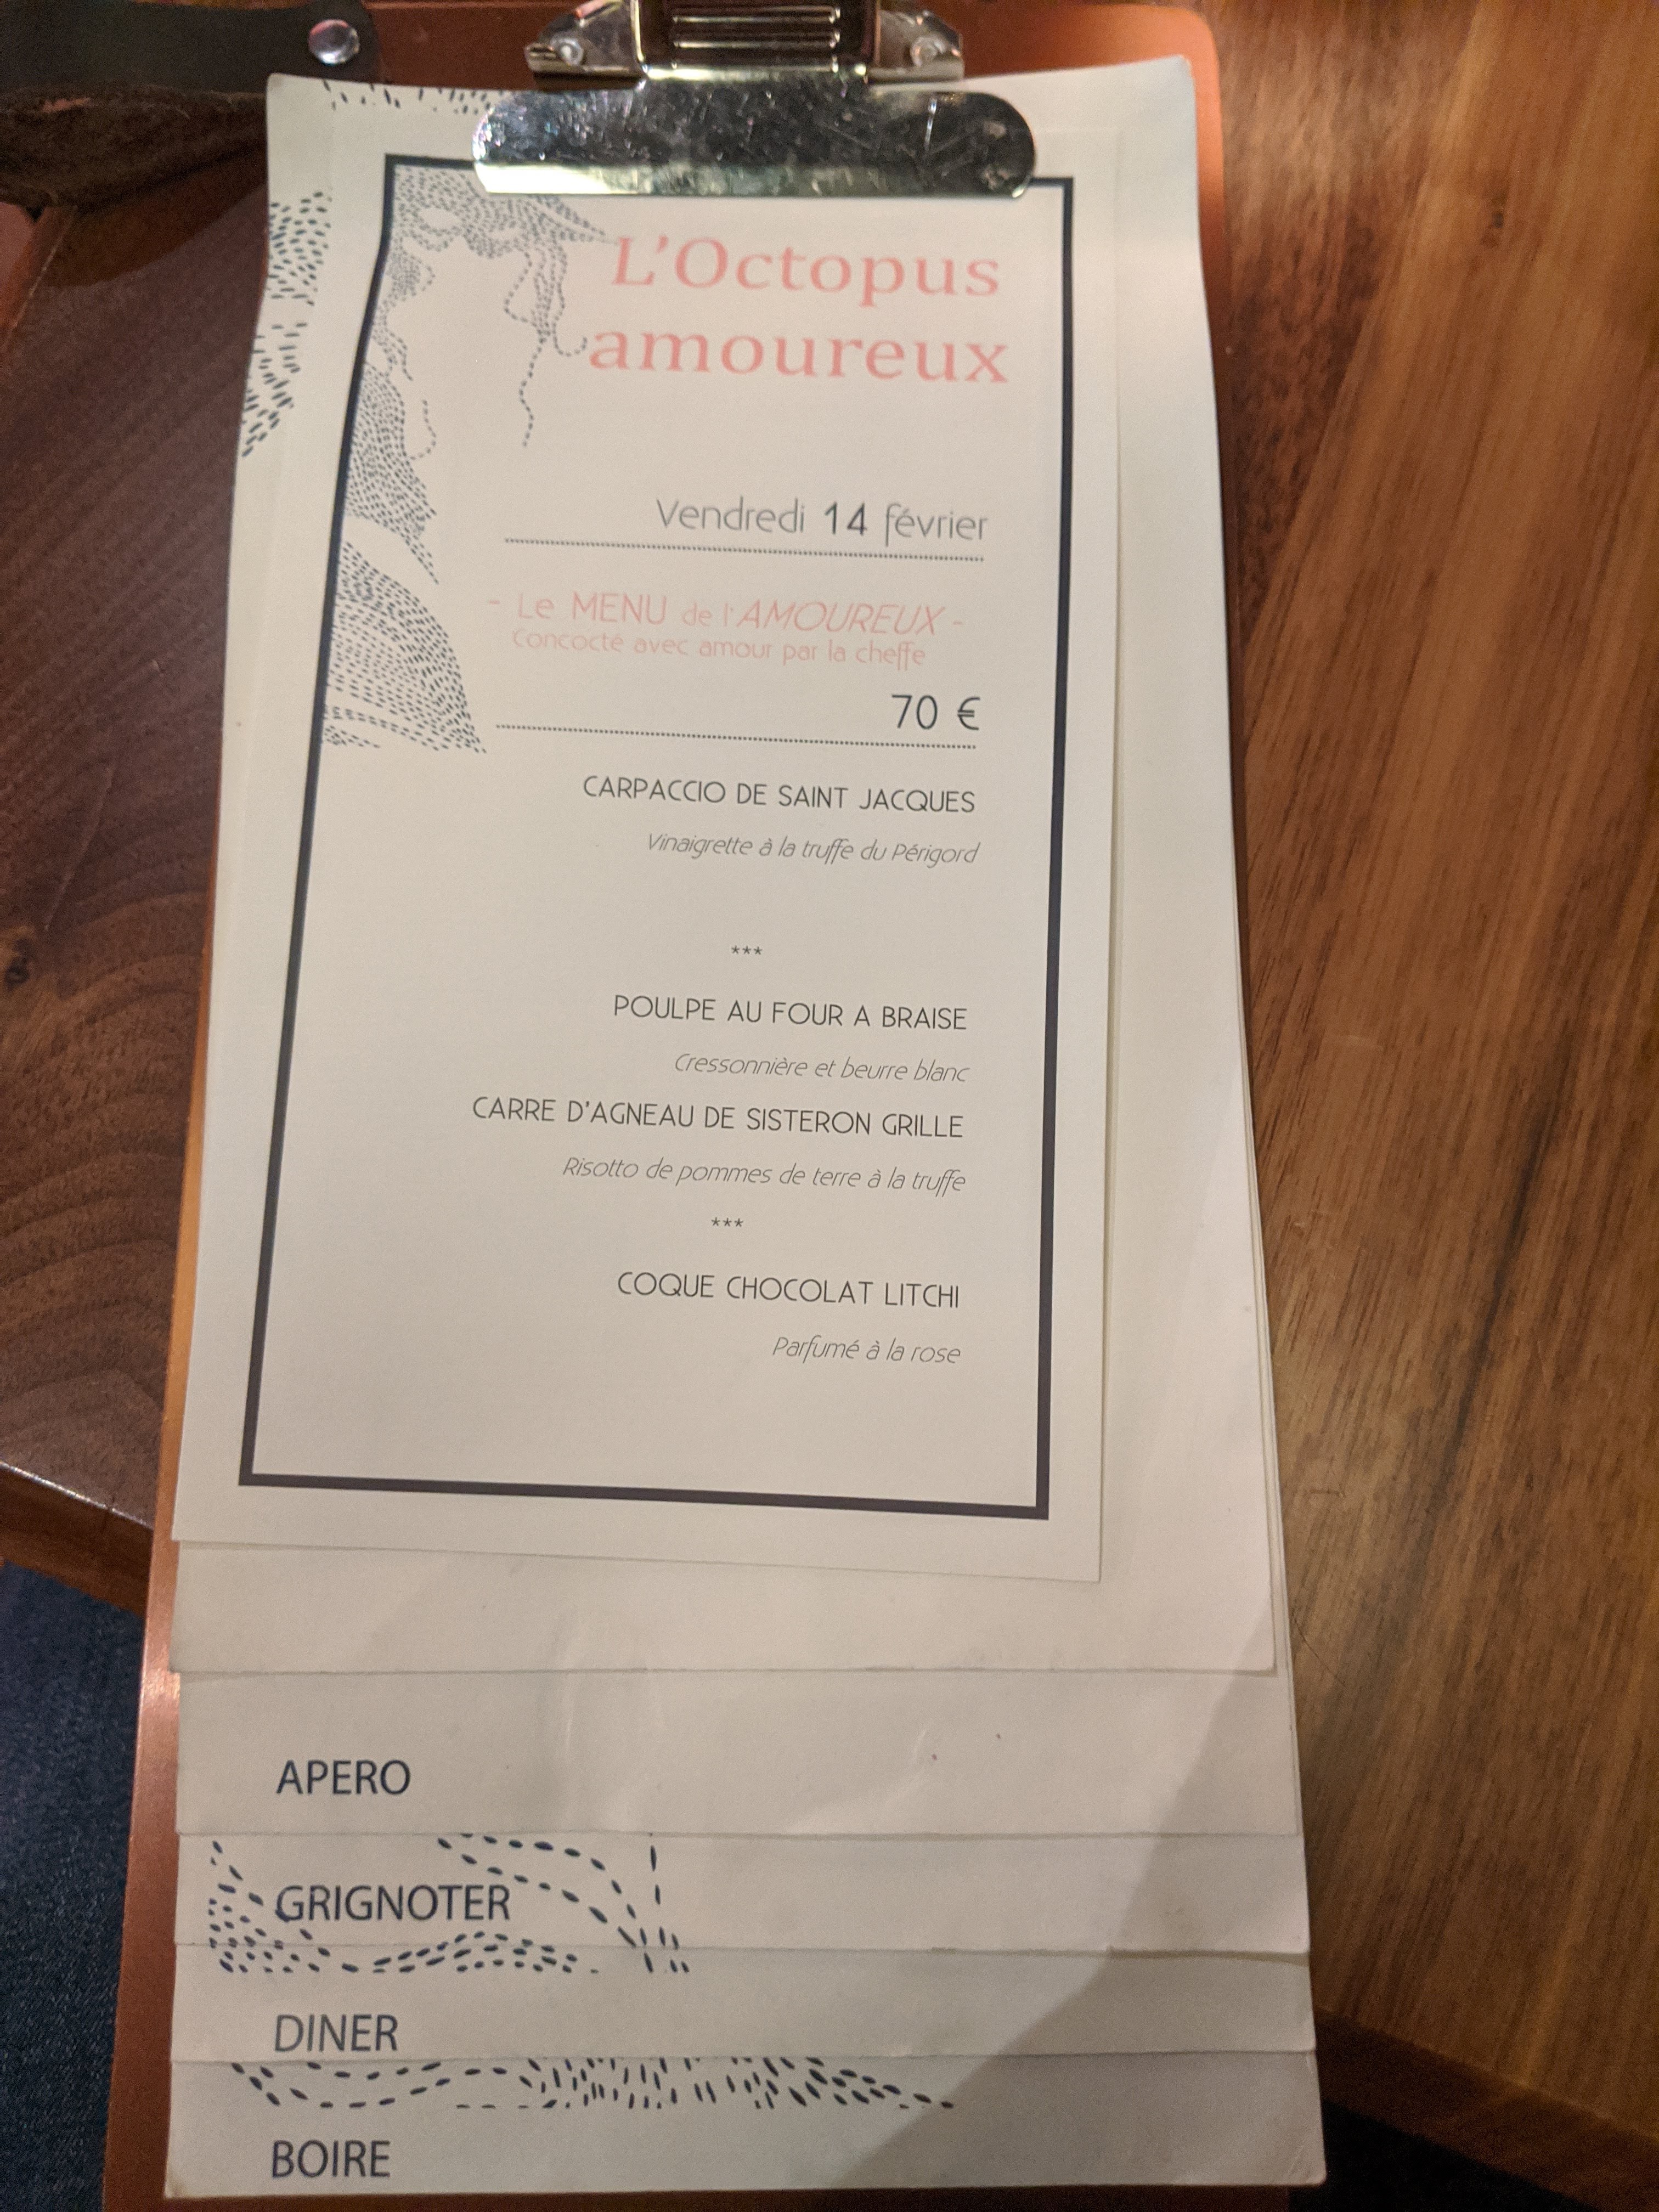 L'Octopus
amoureux
Vendredi 14 février
- Le MENU de l'AMOUREUX -
Concocté avec amour par la cheffe
70 €
CARPACCIO DE SAINT JACQUES
Vinaigrette à la truffe du Périgord
***
POULPE AU FOUR A BRAISE
Cressonnière et beurre blanc
CARRE D'AGNEAU DE SISTERON GRILLE
Risotto de pommes de terre à la truffe
***
COQUE CHOCOLAT LITCHI
Parfumé à la rose
APERO
GRIGNOTER
DINER
BOIRE